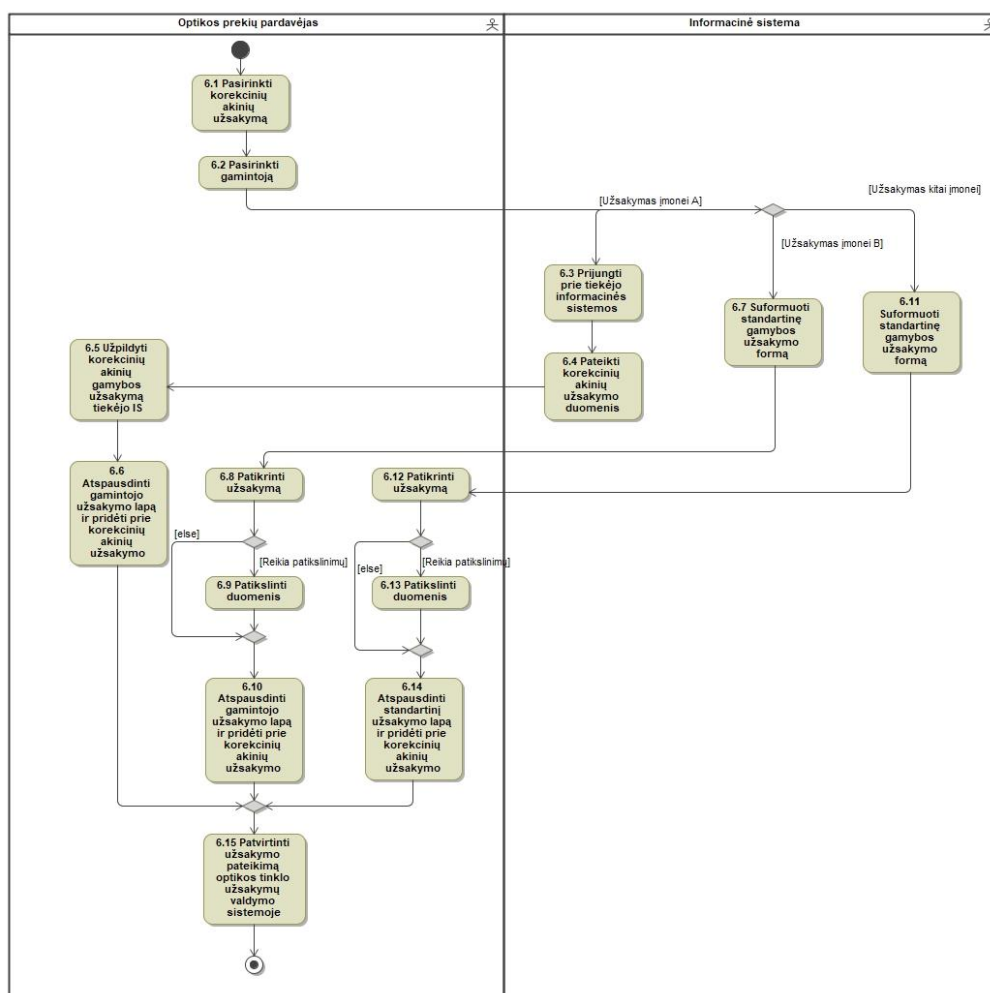 Optikos prekių pardavėjas
Informacinė sistema
6.1 Pasirinkti
korekcinių
akinių
užsakymą
6.2 Pasirinkti
gamintoją
[Užsakymas kitai įmonei]
[Užsakymas įmonei A]
[Užsakymas įmonei B]
6.3 Prijungti
prie tiekėjo
informacinės
sistemos
6.7 Suformuoti
standartinę
gamybos
užsakymo
formą
6.11
Suformuoti
standartinę
gamybos
užsakymo
formą
6.5 Užpildyti
korekcinių
akinių
gamybos
užsakymą
tiekėjo IS
6.4 Pateikti
korekcinių
akinių
užsakymo
duomenis
6.6
Atspausdinti
gamintojo
užsakymo lapą
ir pridėti prie
korekcinių
akinių
užsakymo
6.8 Patikrinti
užsakymą
6.12 Patikrinti
užsakymą
[else]
[Reikia patikslinimų]
[else]
[Reikia patikslinimų]
6.9 Patikslinti
duomenis
6.13 Patikslinti
duomenis
6.10
Atspausdinti
gamintojo
užsakymo lapą
ir pridėti prie
korekcinių
akinių
užsakymo
6.14
Atspausdinti
standartinį
užsakymo lapą
ir pridėti prie
korekcinių
akinių
užsakymo
6.15 Patvirtinti
užsakymo
pateikimą
optikos tinklo
užsakymų
valdymo
sistemoje